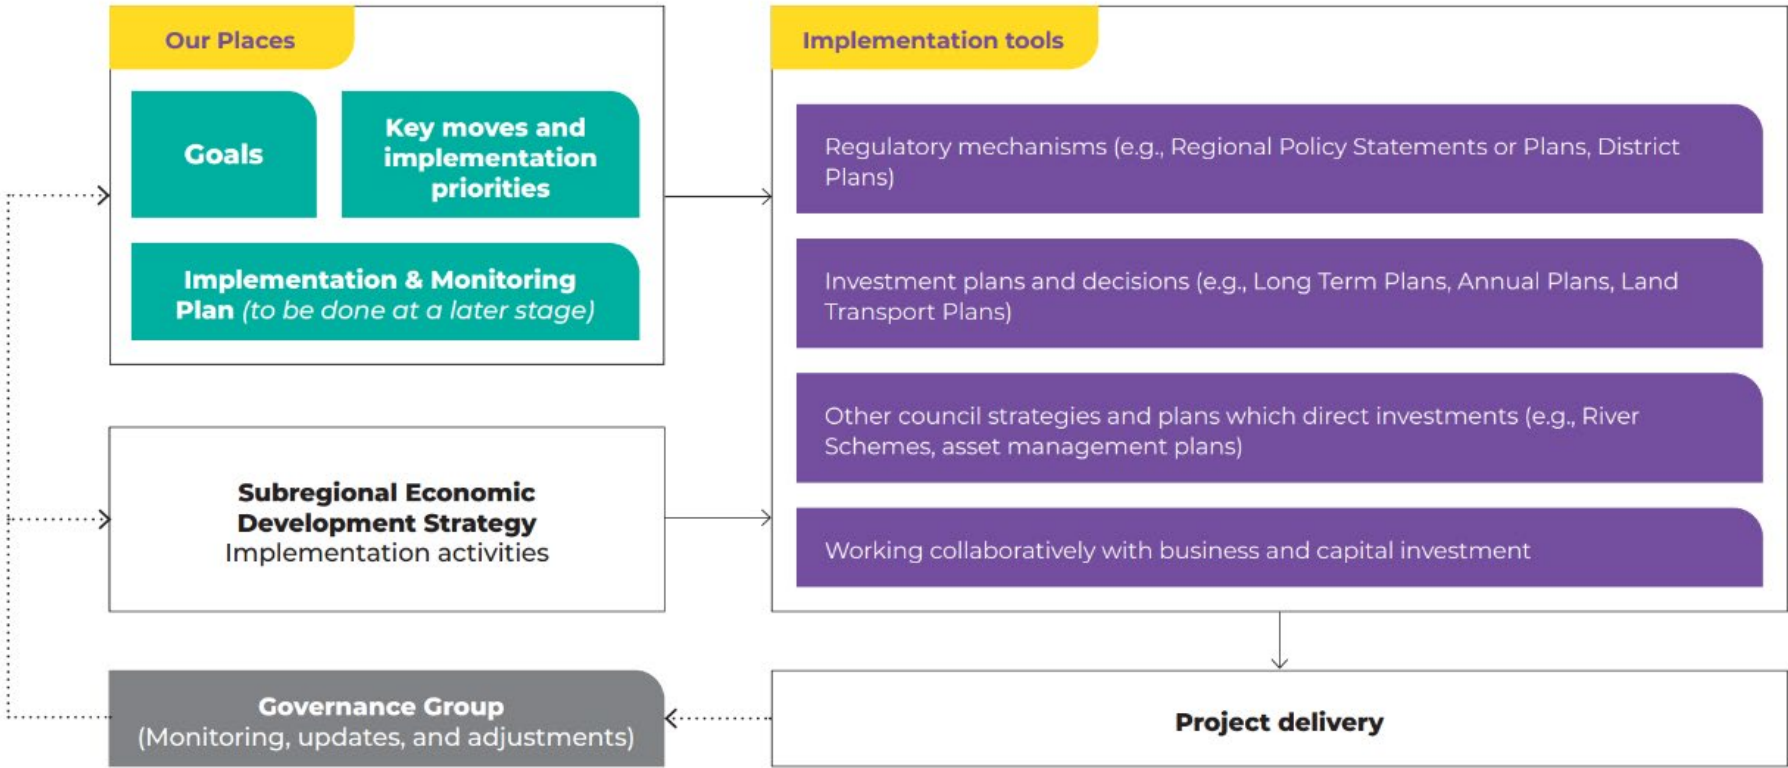 Our Places
Goals
Key moves and
implementation
priorities
Implementation & Monitoring
Plan (to be done at a later stage)
Subregional Economic
Development Strategy
Implementation activities
Governance Group
(Monitoring, updates, and adjustments)
Implementation tools
Regulatory mechanisms (e.g., Regional Policy Statements or Plans, District
Plans)
Investment plans and decisions (e.g., Long Term Plans, Annual Plans, Land
Transport Plans)
Other council strategies and plans which direct investments (e.g., River
Schemes, asset management plans)
Working collaboratively with business and capital investment
Project delivery